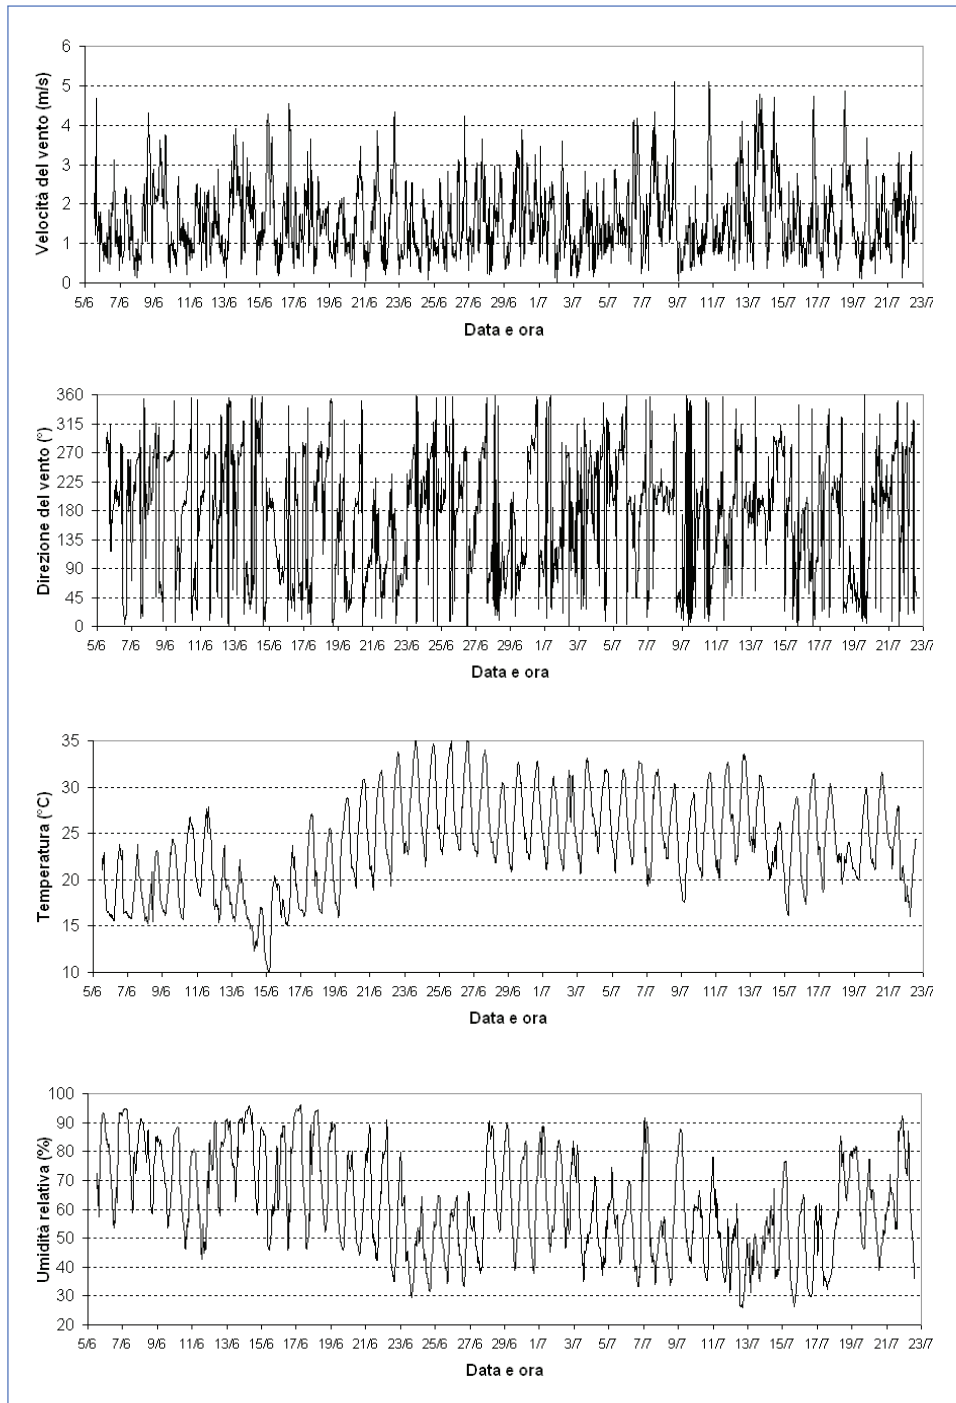 Velocità del vento (m/s)
6
5
4
3
2
1
0
5/6 7/6 9/6 11/6 13/6 15/6 17/6 19/6 21/6 23/6 25/6 27/6 29/6 1/7 3/7 5/7 7/7 9/7 11/7 13/7 15/7 17/7 19/7 21/7 23/7
Data e ora
Direzione del vento (°)
360
315
270
225
180
135
90
45
0
5/6 7/6 9/6 11/6 13/6 15/6 17/6 19/6 21/6 23/6 25/6 27/6 29/6 1/7 3/7 5/7 7/7 9/7 11/7 13/7 15/7 17/7 19/7 21/7 23/7
Data e ora
Temperatura (°C)
35
30
25
20
15
10
5/6 7/6 9/6 11/6 13/6 15/6 17/6 19/6 21/6 23/6 25/6 27/6 29/6 1/7 3/7 5/7 7/7 9/7 11/7 13/7 15/7 17/7 19/7 21/7 23/7
Data e ora
Umidità relativa (%)
100
90
80
70
60
50
40
30
20
5/6 7/6 9/6 11/6 13/6 15/6 17/6 19/6 21/6 23/6 25/6 27/6 29/6 1/7 3/7 5/7 7/7 9/7 11/7 13/7 15/7 17/7 19/7 21/7 23/7
Data e ora